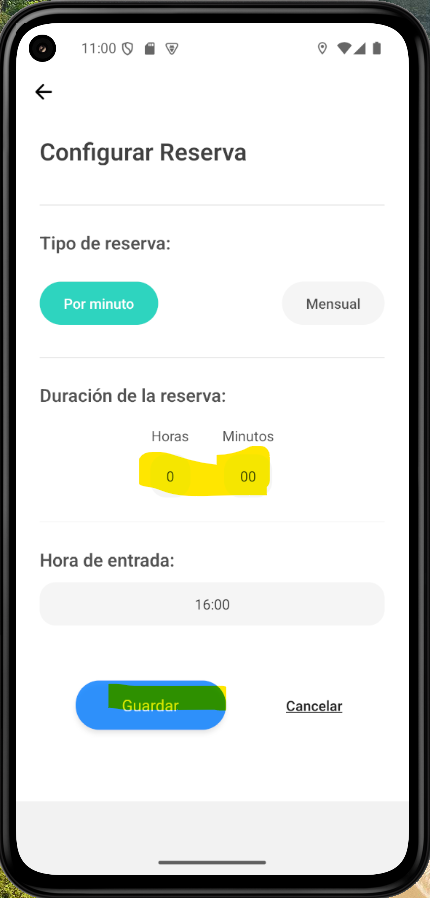 11:00
Configurar Reserva
Tipo de reserva:
Por minuto Mensual
Duración de la reserva:
Horas Minutos
0 00
Hora de entrada:
16:00
Guardar Cancelar